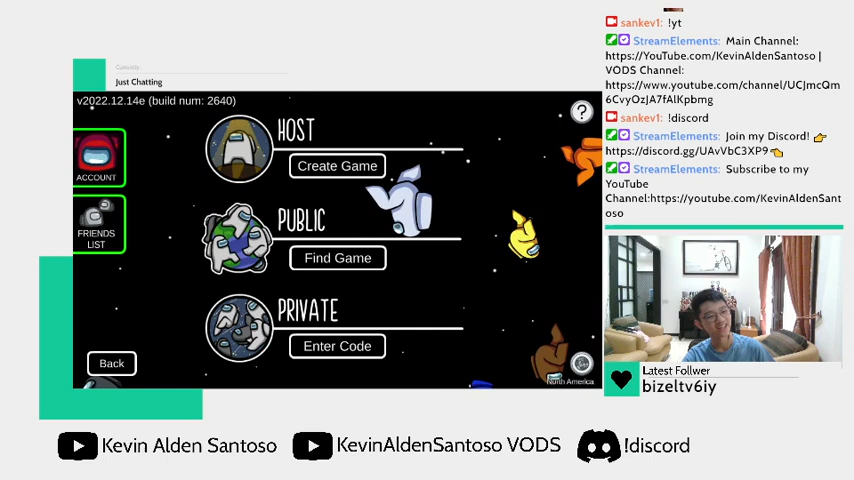 Currently:
Just Chatting
v2022.12.14e (build num: 2640)
?
HOST
Create Game
ACCOUNT
PUBLIC
Find Game
FRIENDS
LIST
PRIVATE
Enter Code
Back
North America
sankev1: !yt
StreamElements: Main Channel:
https://YouTube.com/KevinAldenSantoso |
VODS Channel:
https://www.youtube.com/channel/UCJmcQm
6CvyOzJA7fAlKpbmg
sankev1: !discord
StreamElements: Join my Discord! 👉
https://discord.gg/UAvVbC3XP9 👈
StreamElements: Subscribe to my
YouTube
Channel:https://youtube.com/KevinAldenSant
oso
Latest Follwer
bizeltv6iy
Kevin Alden Santoso
KevinAldenSantoso VODS
!discord